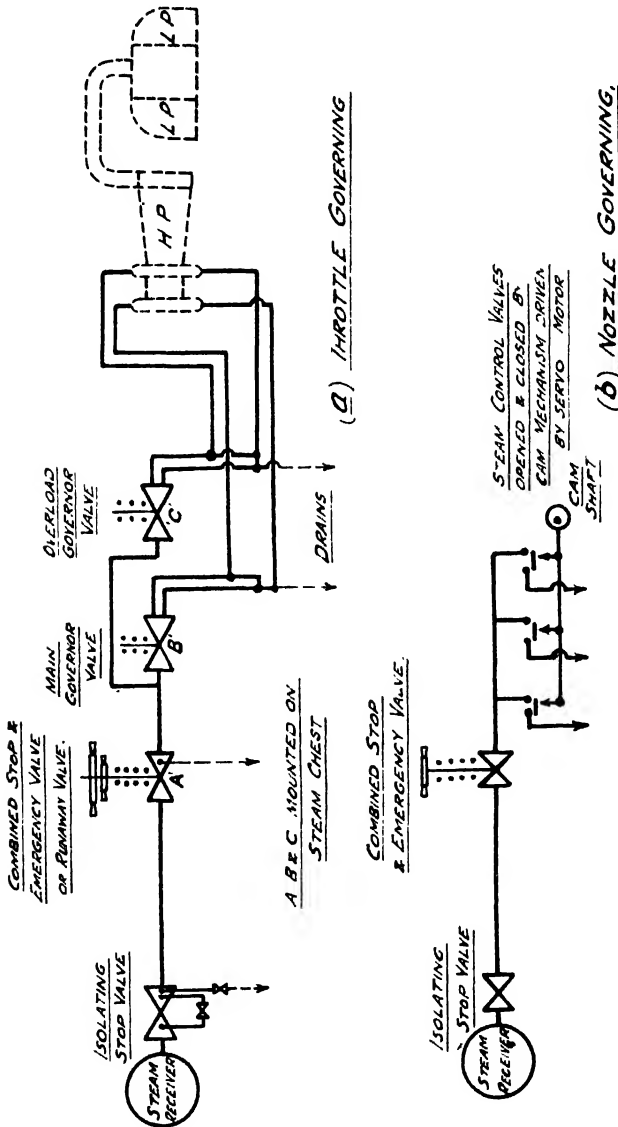 STEAM
RECEIVER
ISOLATING
STOP VALVE
COMBINED STOP &
EMERGENCY VALVE
OR RUNAWAY VALVE.
'A'
MAIN
GOVERNOR
VALVE
'B'
OVERLOAD
GOVERNOR
VALVE
'C'
HP
LP
LP
DRAINS
A B & C MOUNTED ON
STEAM CHEST
(a) THROTTLE GOVERNING
STEAM
RECEIVER
ISOLATING
STOP VALVE
COMBINED STOP
& EMERGENCY VALVE.
STEAM CONTROL VALVES
OPENED & CLOSED BY
CAM MECHANISM DRIVEN
BY SERVO MOTOR
CAM
SHAFT
(b) NOZZLE GOVERNING.